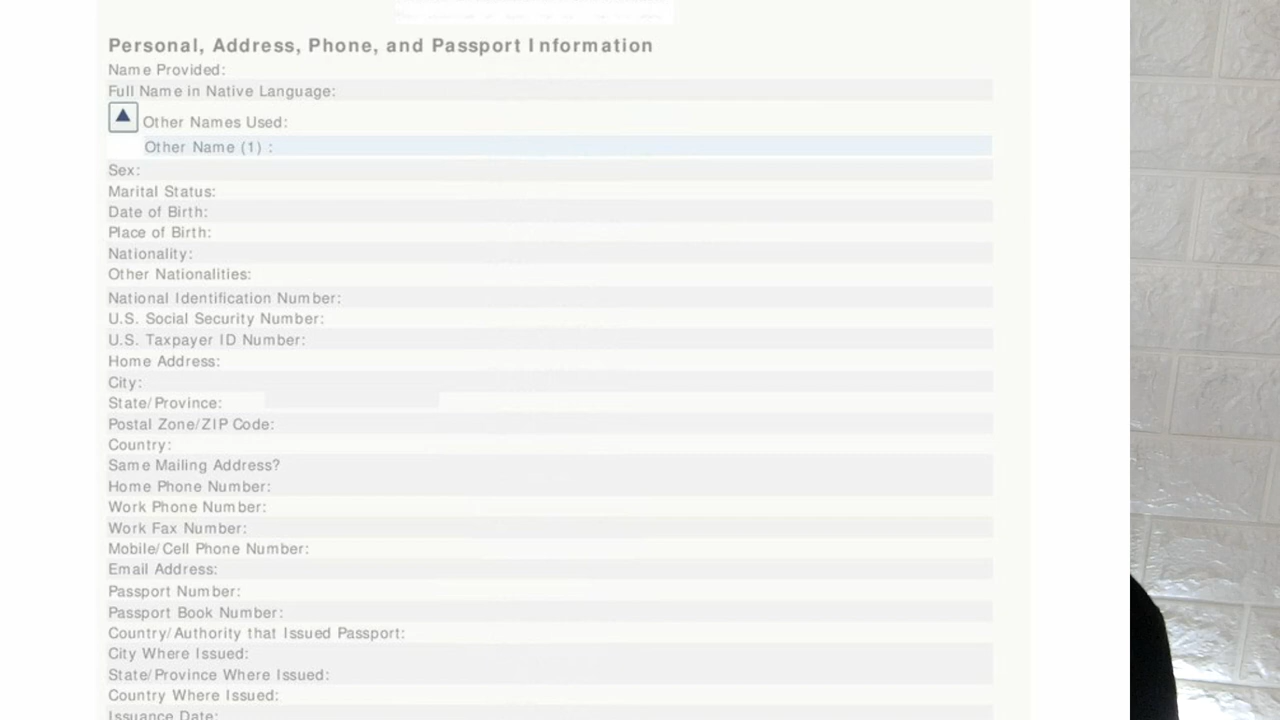 Personal, Address, Phone, and Passport Information
Name Provided:
Full Name in Native Language:
Other Names Used:
Other Name (1) :
Sex:
Marital Status:
Date of Birth:
Place of Birth:
Nationality:
Other Nationalities:
National Identification Number:
U.S. Social Security Number:
U.S. Taxpayer ID Number:
Home Address:
City:
State/Province:
Postal Zone/ZIP Code:
Country:
Same Mailing Address?
Home Phone Number:
Work Phone Number:
Work Fax Number:
Mobile/Cell Phone Number:
Email Address:
Passport Number:
Passport Book Number:
Country/Authority that Issued Passport:
City Where Issued:
State/Province Where Issued:
Country Where Issued:
Issuance Date: